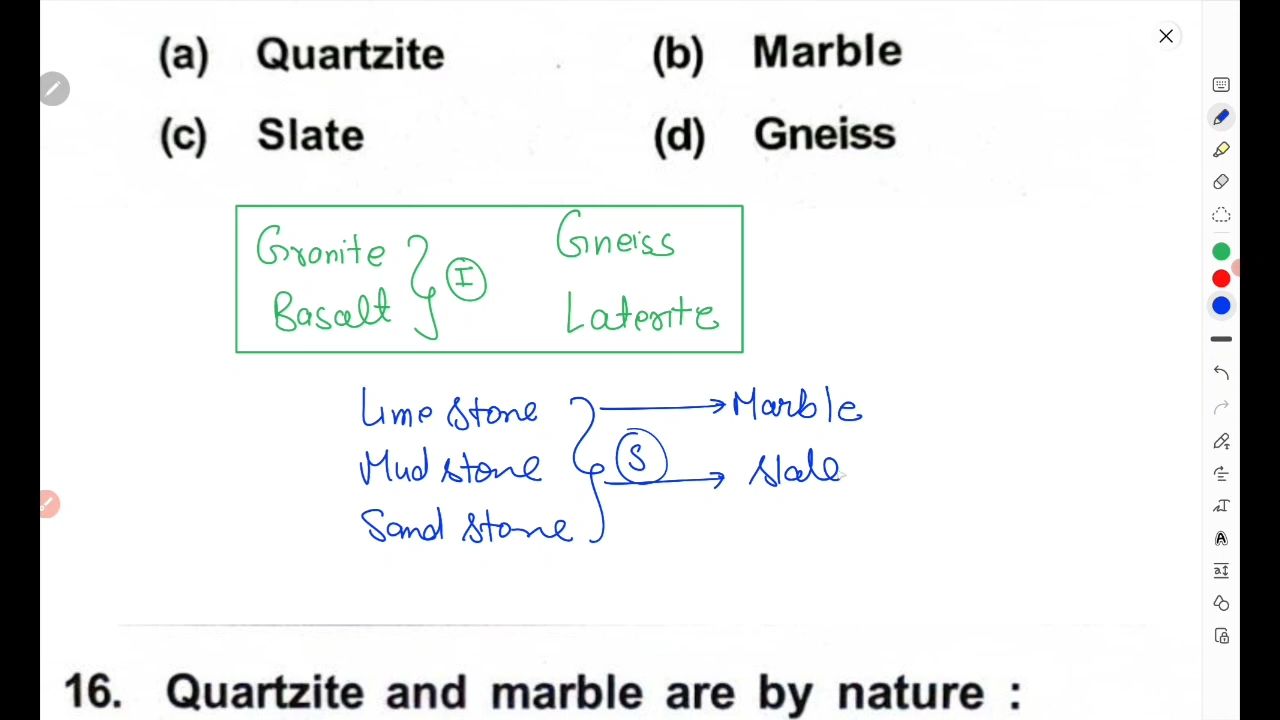 (a) Quartzite (b) Marble
(c) Slate (d) Gneiss
Granite Gneiss
I
Basalt Laterite
Lime stone Marble
S
Mud stone Slate
Sand stone
16. Quartzite and marble are by nature :